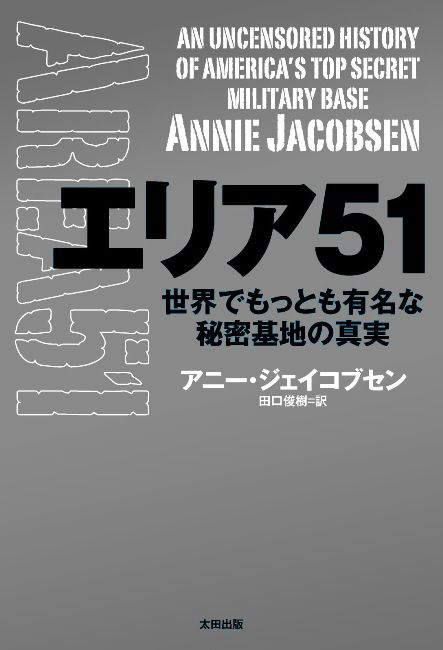 AN UNCENSORED HISTORY
OF AMERICA'S TOP SECRET
MILITARY BASE
ANNIE JACOBSEN
AREA 51
エリア51
世界でもっとも有名な
秘密基地の真実
アニー・ジェイコブセン
田口俊樹=訳
太田出版